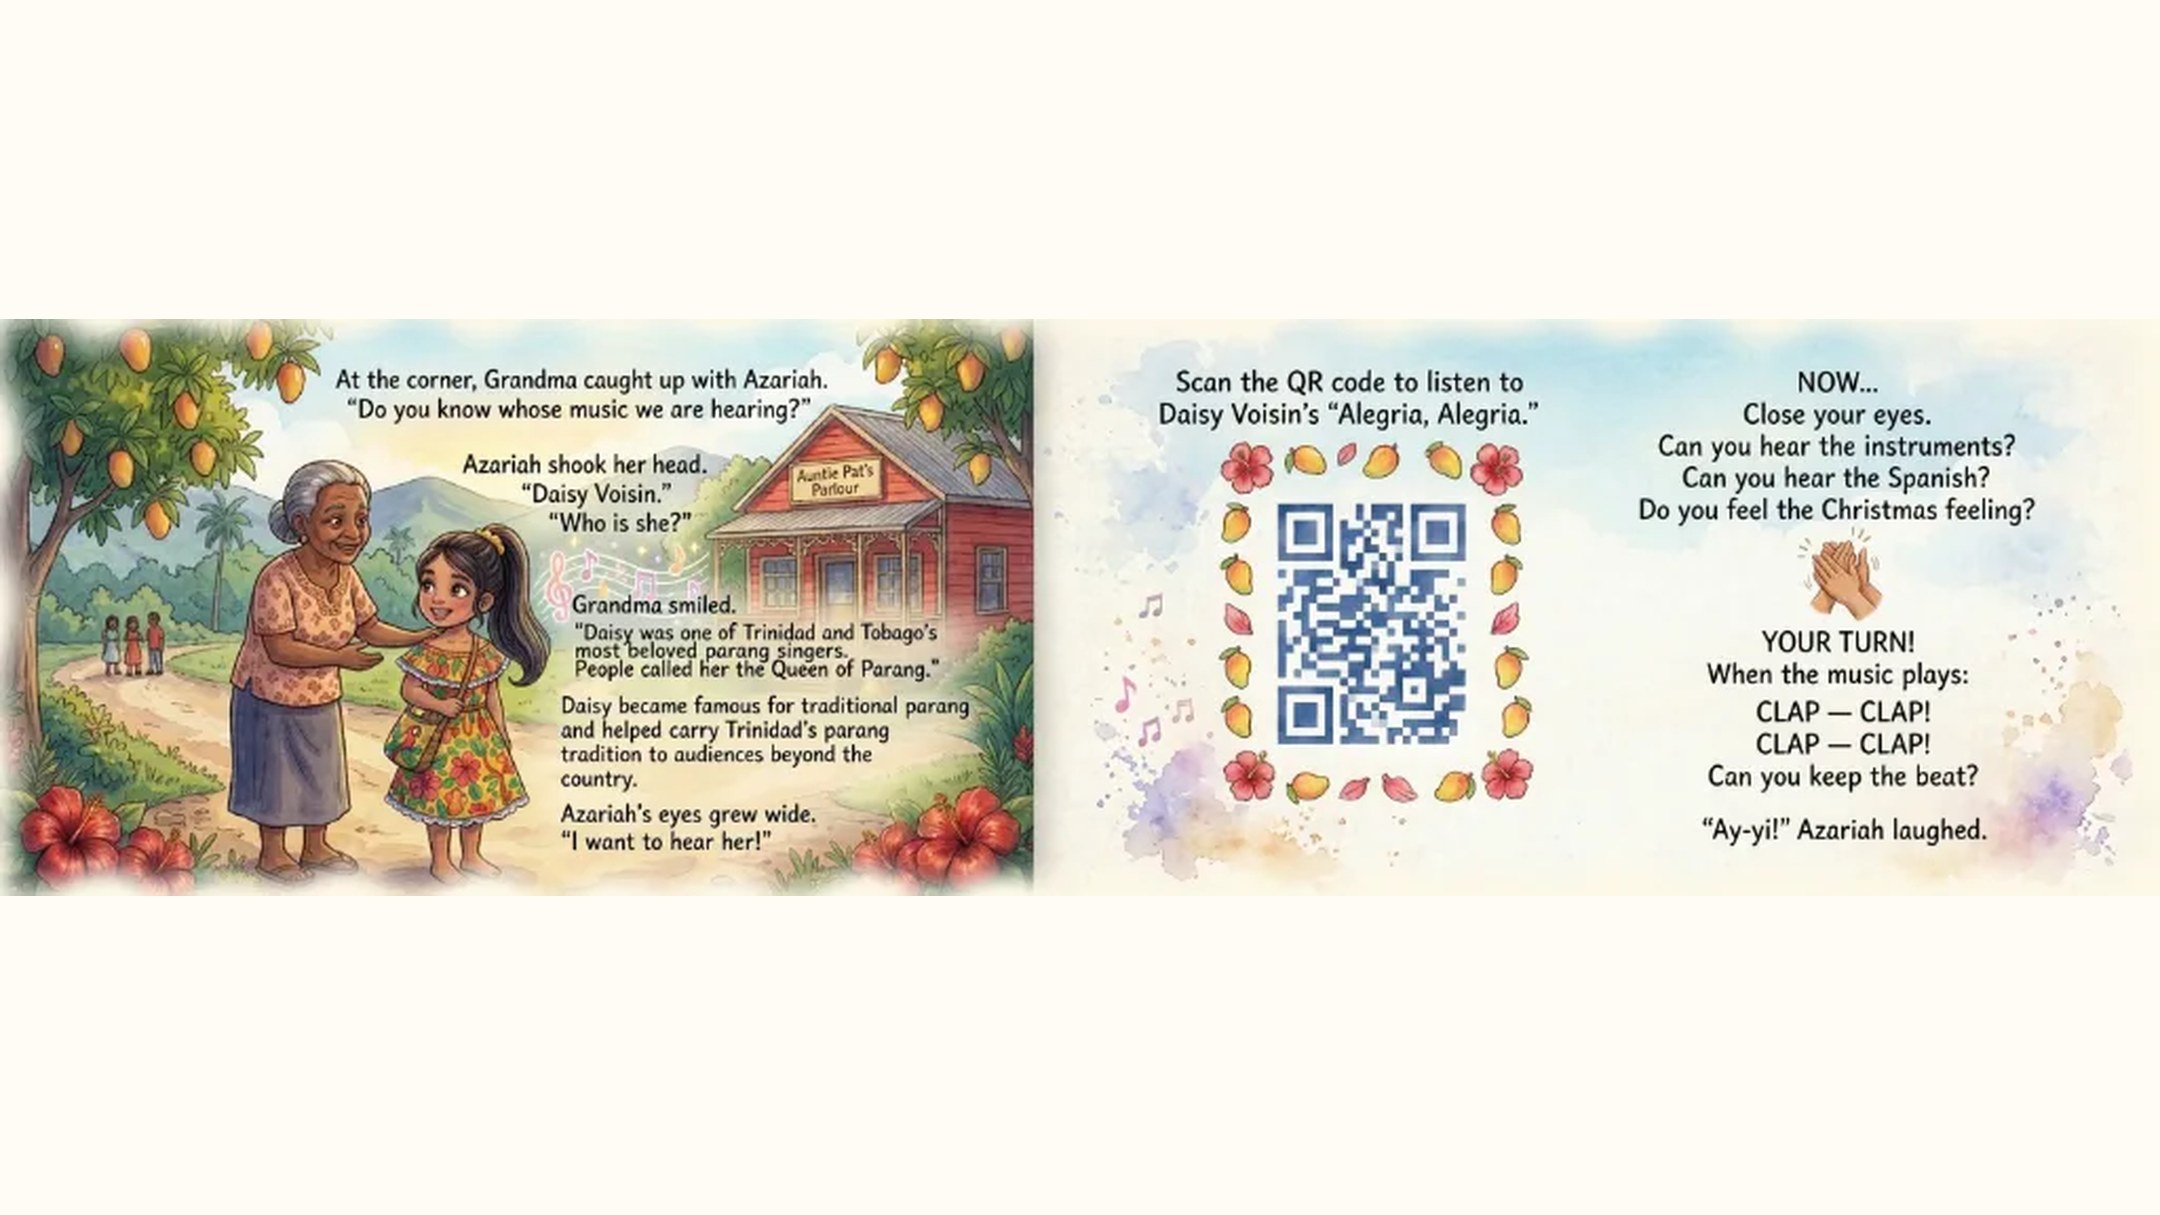 At the corner, Grandma caught up with Azariah.
“Do you know whose music we are hearing?”
Azariah shook her head.
“Daisy Voisin.”
“Who is she?”
Auntie Pat's
Parlour
Grandma smiled.
“Daisy was one of Trinidad and Tobago's
most beloved parang singers.
People called her the Queen of Parang.”
Daisy became famous for traditional parang
and helped carry Trinidad's parang
tradition to audiences beyond the
country.
Azariah's eyes grew wide.
“I want to hear her!”
Scan the QR code to listen to
Daisy Voisin's “Alegria, Alegria.”
NOW...
Close your eyes.
Can you hear the instruments?
Can you hear the Spanish?
Do you feel the Christmas feeling?
YOUR TURN!
When the music plays:
CLAP — CLAP!
CLAP — CLAP!
Can you keep the beat?
“Ay-yi!” Azariah laughed.